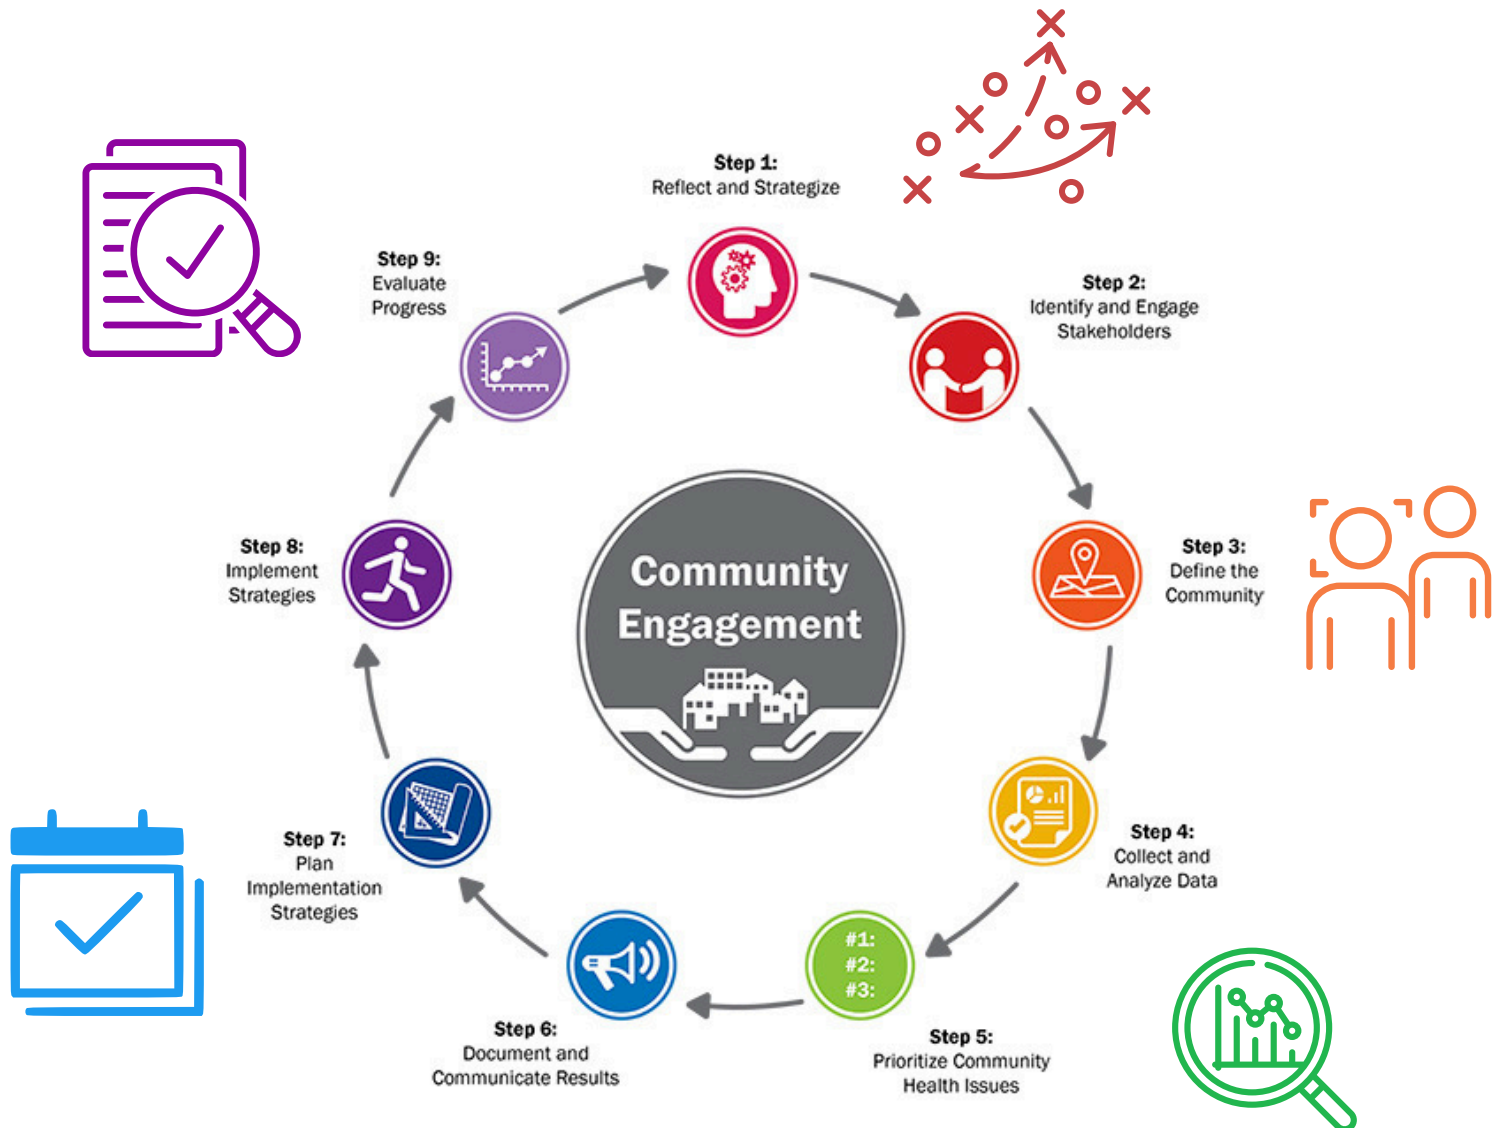 Step 1:
Reflect and Strategize
Step 2:
Identify and Engage
Stakeholders
Step 3:
Define the
Community
Step 4:
Collect and
Analyze Data
Step 5:
Prioritize Community
Health Issues
#1:
#2:
#3:
Step 6:
Document and
Communicate Results
Step 7:
Plan
Implementation
Strategies
Step 8:
Implement
Strategies
Step 9:
Evaluate
Progress
Community
Engagement